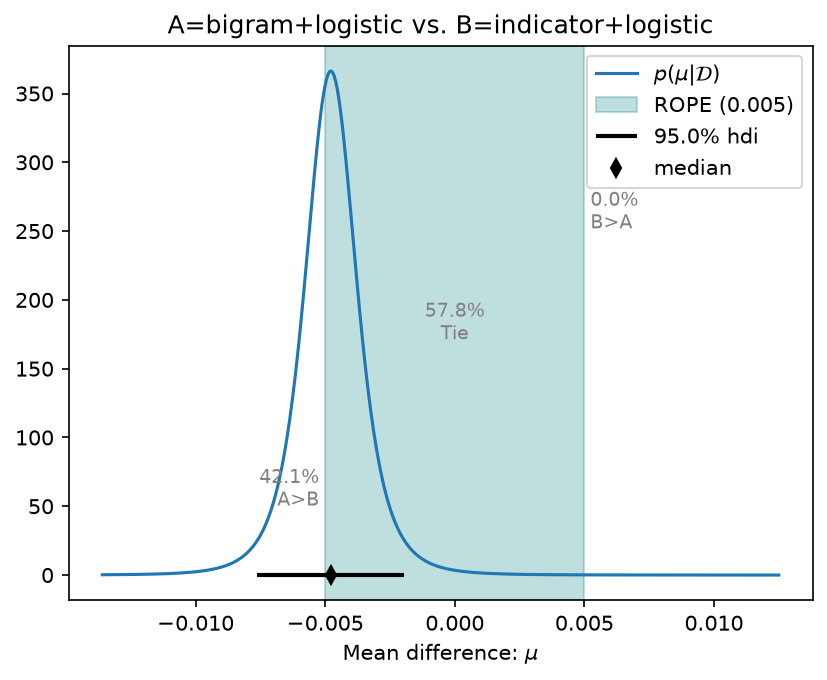 A=bigram+logistic vs. B=indicator+logistic
p(μ|𝒟)
ROPE (0.005)
95.0% hdi
median
350
300
250
200
150
100
50
0
0.0%
B>A
57.8%
Tie
42.1%
A>B
−0.010
−0.005
0.000
0.005
0.010
Mean difference: μ